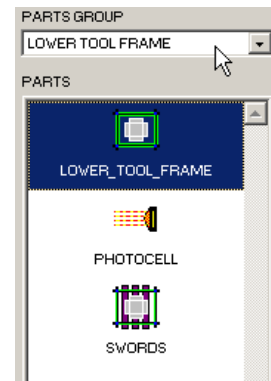 PARTS GROUP
LOWER TOOL FRAME
PARTS
LOWER_TOOL_FRAME
PHOTOCELL
SWORDS